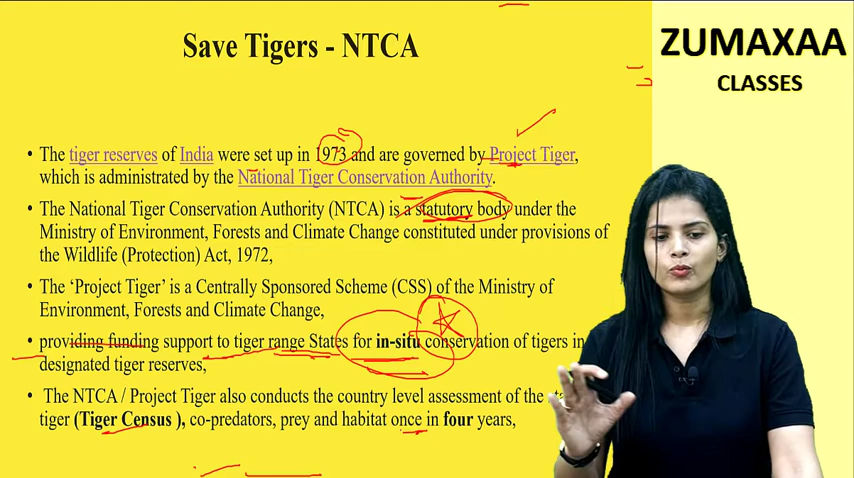 Save Tigers - NTCA
ZUMAXAA
CLASSES
• The tiger reserves of India were set up in 1973 and are governed by Project Tiger,
which is administrated by the National Tiger Conservation Authority.
• The National Tiger Conservation Authority (NTCA) is a statutory body under the
Ministry of Environment, Forests and Climate Change constituted under provisions of
the Wildlife (Protection) Act, 1972,
• The ‘Project Tiger’ is a Centrally Sponsored Scheme (CSS) of the Ministry of
Environment, Forests and Climate Change,
• providing funding support to tiger range States for in-situ conservation of tigers in
designated tiger reserves,
• The NTCA / Project Tiger also conducts the country level assessment of the
tiger (Tiger Census ), co-predators, prey and habitat once in four years,